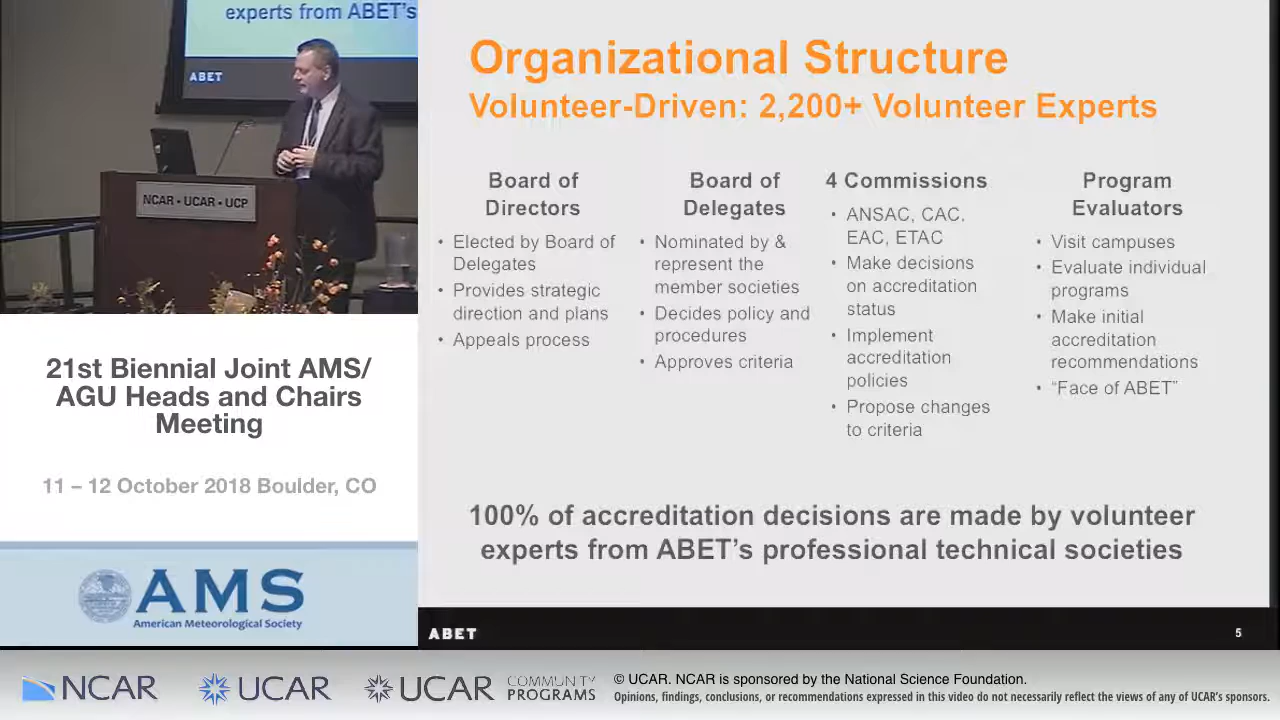 experts from ABET's
ABET
NCAR • UCAR • UCP
21st Biennial Joint AMS/
AGU Heads and Chairs
Meeting
11 – 12 October 2018 Boulder, CO
AMS
American Meteorological Society
Organizational Structure
Volunteer-Driven: 2,200+ Volunteer Experts
Board of
Directors
• Elected by Board of
Delegates
• Provides strategic
direction and plans
• Appeals process
Board of
Delegates
• Nominated by &
represent the
member societies
• Decides policy and
procedures
• Approves criteria
4 Commissions
• ANSAC, CAC,
EAC, ETAC
• Make decisions
on accreditation
status
• Implement
accreditation
policies
• Propose changes
to criteria
Program
Evaluators
• Visit campuses
• Evaluate individual
programs
• Make initial
accreditation
recommendations
• “Face of ABET”
100% of accreditation decisions are made by volunteer
experts from ABET’s professional technical societies
ABET
5
NCAR
UCAR
UCAR
COMMUNITY
PROGRAMS
© UCAR. NCAR is sponsored by the National Science Foundation.
Opinions, findings, conclusions, or recommendations expressed in this video do not necessarily reflect the views of any of UCAR's sponsors.